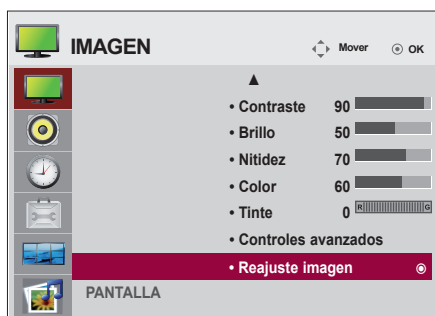 IMAGEN
Mover
OK
• Contraste 90
• Brillo 50
• Nitidez 70
• Color 60
• Tinte 0 R G
• Controles avanzados
• Reajuste imagen
PANTALLA